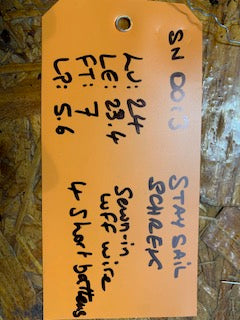 SN 0013
STAY SAIL
SCHREK
LU: 24
LE: 23.4
FT: 7
LP: 5.6
Sewn-in
luff wire
4 short battens